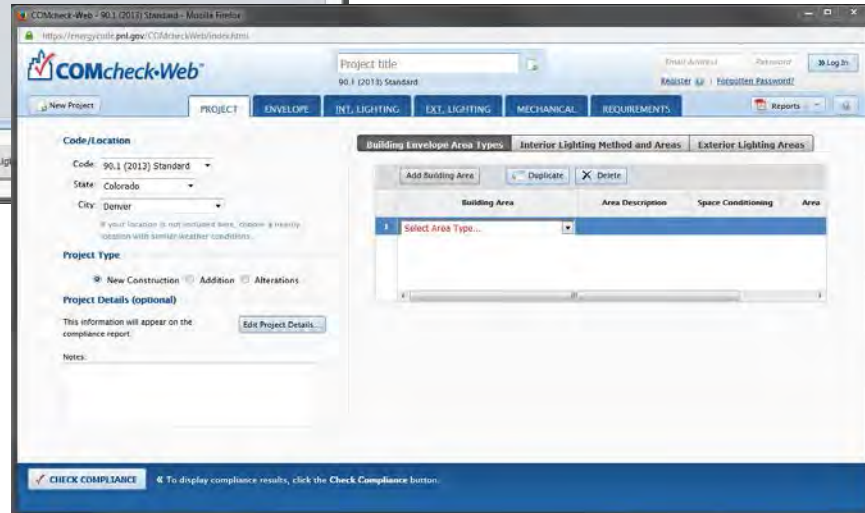 COMcheck-Web - 90.1 (2013) Standard - Mozilla Firefox
https://energycode.pnl.gov/COMcheckWeb/index.html
COMcheck-Web™
Project title
90.1 (2013) Standard
Email Address Password Log In
Register | Forgotten Password?
New Project
PROJECT ENVELOPE INT. LIGHTING EXT. LIGHTING MECHANICAL REQUIREMENTS
Reports
Code/Location
Code: 90.1 (2013) Standard
State: Colorado
City: Denver
If your location is not included here, choose a nearby
location with similar weather conditions.
Project Type
New Construction Addition Alterations
Project Details (optional)
This information will appear on the
compliance report.
Edit Project Details...
Notes:
Building Envelope Area Types Interior Lighting Method and Areas Exterior Lighting Areas
Add Building Area Duplicate Delete
Building Area Area Description Space Conditioning Area
1 Select Area Type...
CHECK COMPLIANCE « To display compliance results, click the Check Compliance button.